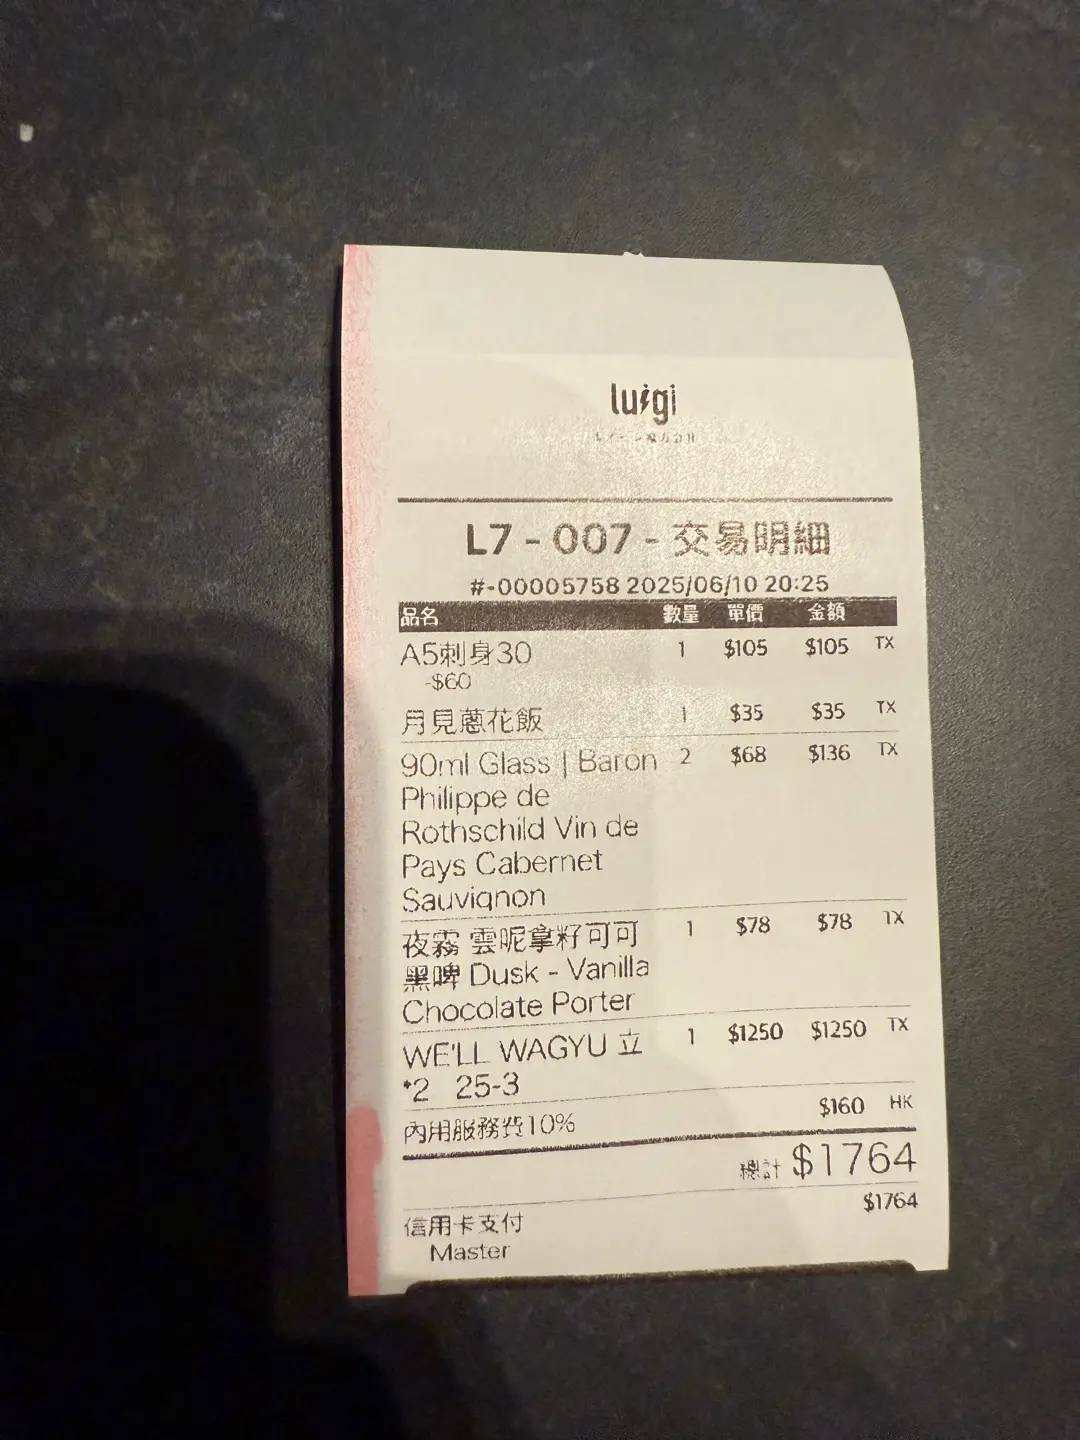 luigi
L7 - 007 - 交易明細
#-00005758 2025/06/10 20:25
品名 數量 單價 金額
A5刺身30 1 $105 $105 TX
-$60
月見蔥花飯 1 $35 $35 TX
90ml Glass | Baron 2 $68 $136 TX
Philippe de
Rothschild Vin de
Pays Cabernet
Sauvignon
夜霧 雲呢拿籽可可 1 $78 $78 TX
黑啤 Dusk - Vanilla
Chocolate Porter
WE'LL WAGYU 立 1 $1250 $1250 TX
*2 25-3
內用服務費10% $160 HK
總計 $1764
$1764
信用卡支付
Master